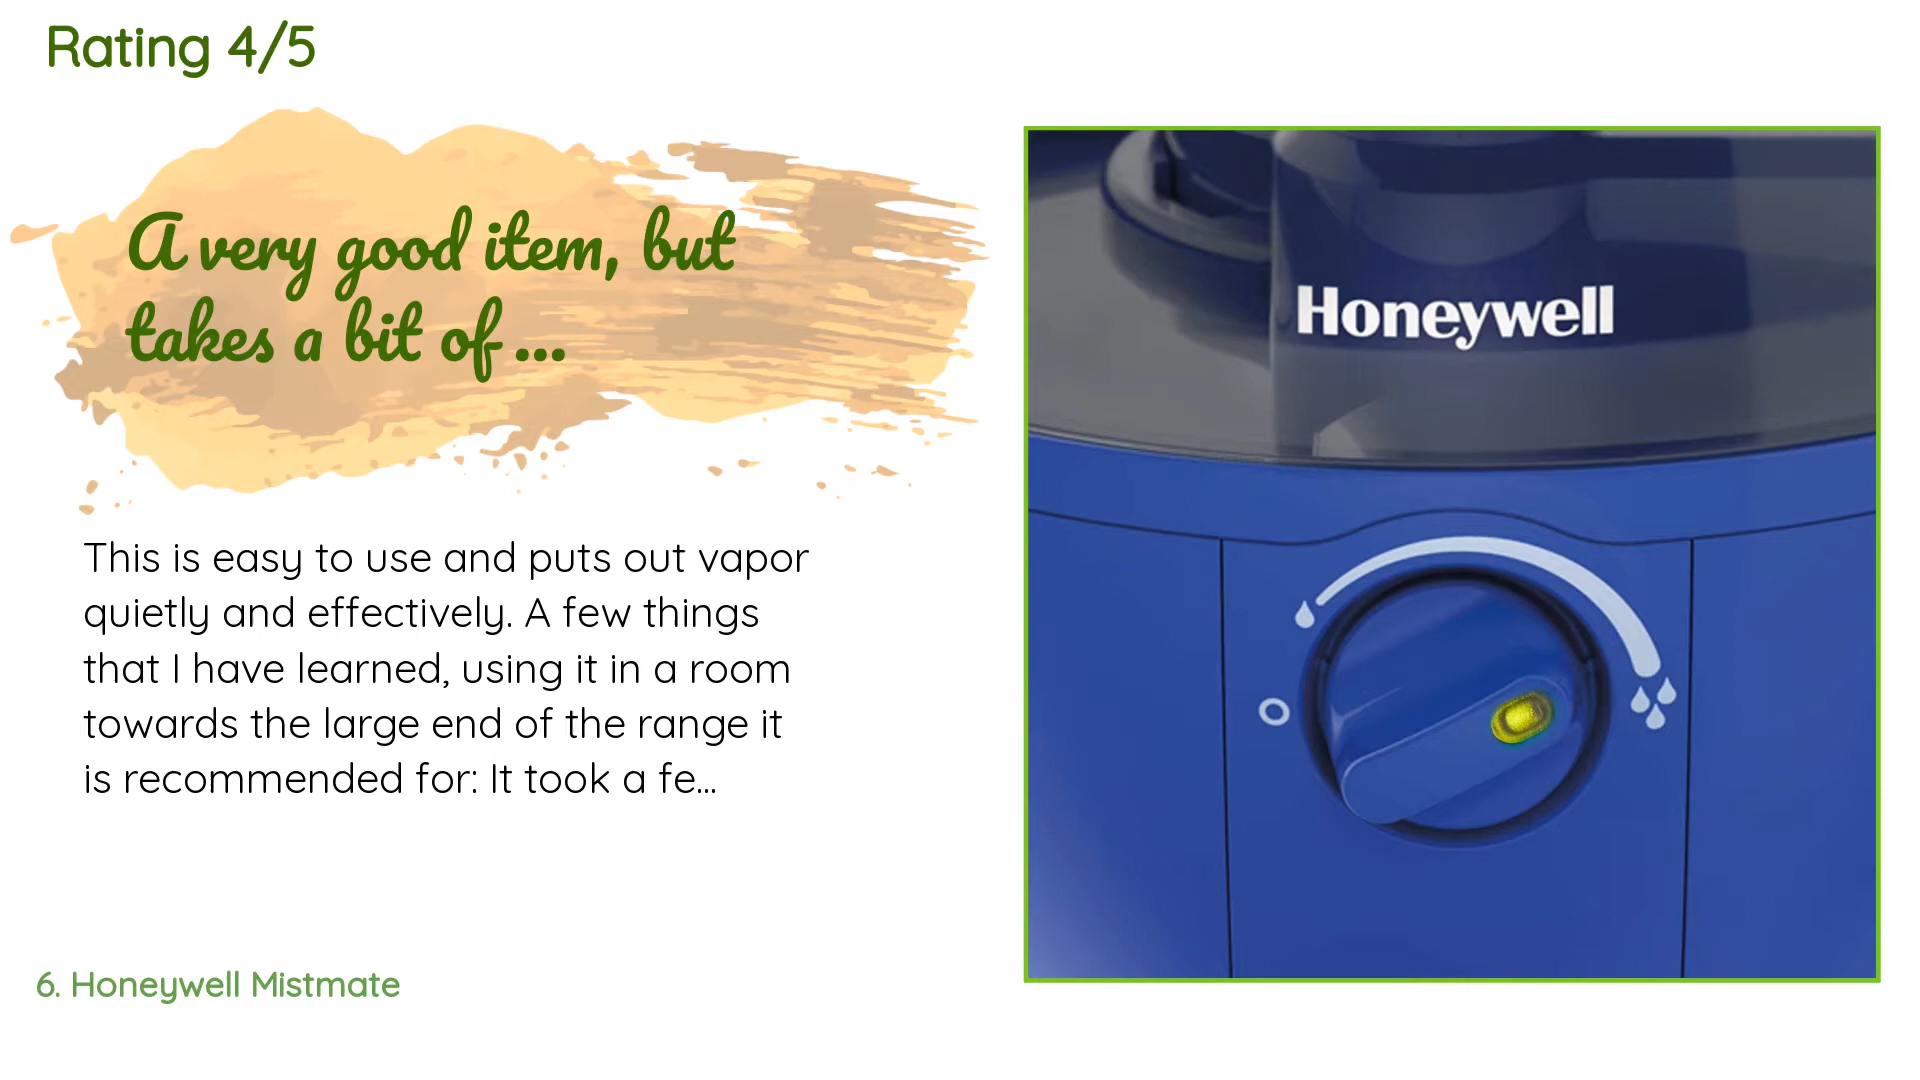 Rating 4/5
A very good item, but
takes a bit of ...
This is easy to use and puts out vapor
quietly and effectively. A few things
that I have learned, using it in a room
towards the large end of the range it
is recommended for: It took a fe...
6. Honeywell Mistmate
Honeywell